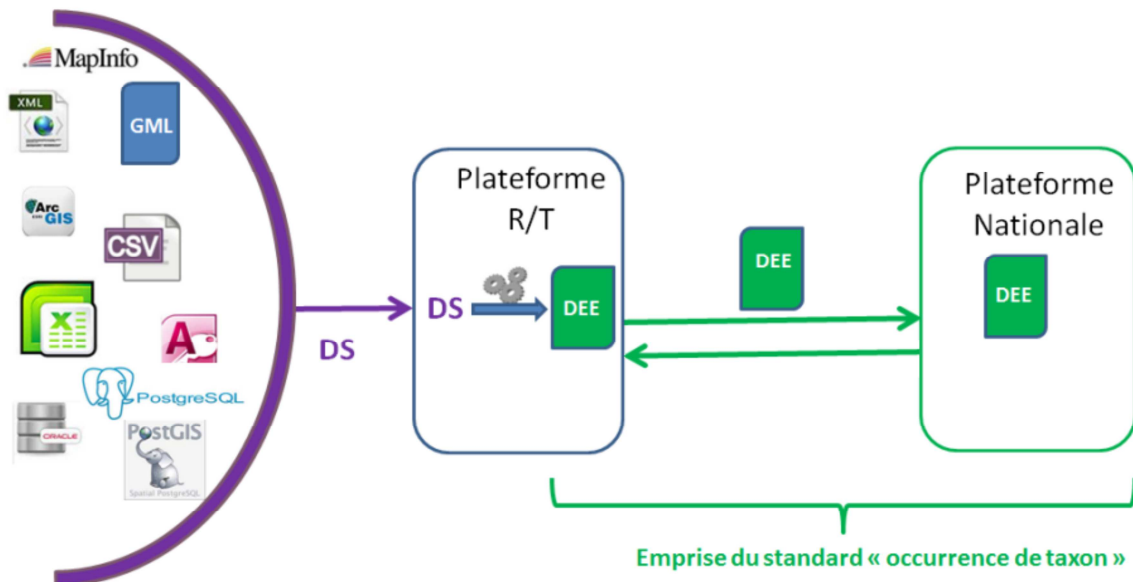 MapInfo
XML
GML
Arc
GIS
CSV
X
A
PostgreSQL
ORACLE
PostGIS
Spatial PostgreSQL
DS
Plateforme
R/T
DS
DEE
DEE
Plateforme
Nationale
DEE
Emprise du standard « occurrence de taxon »